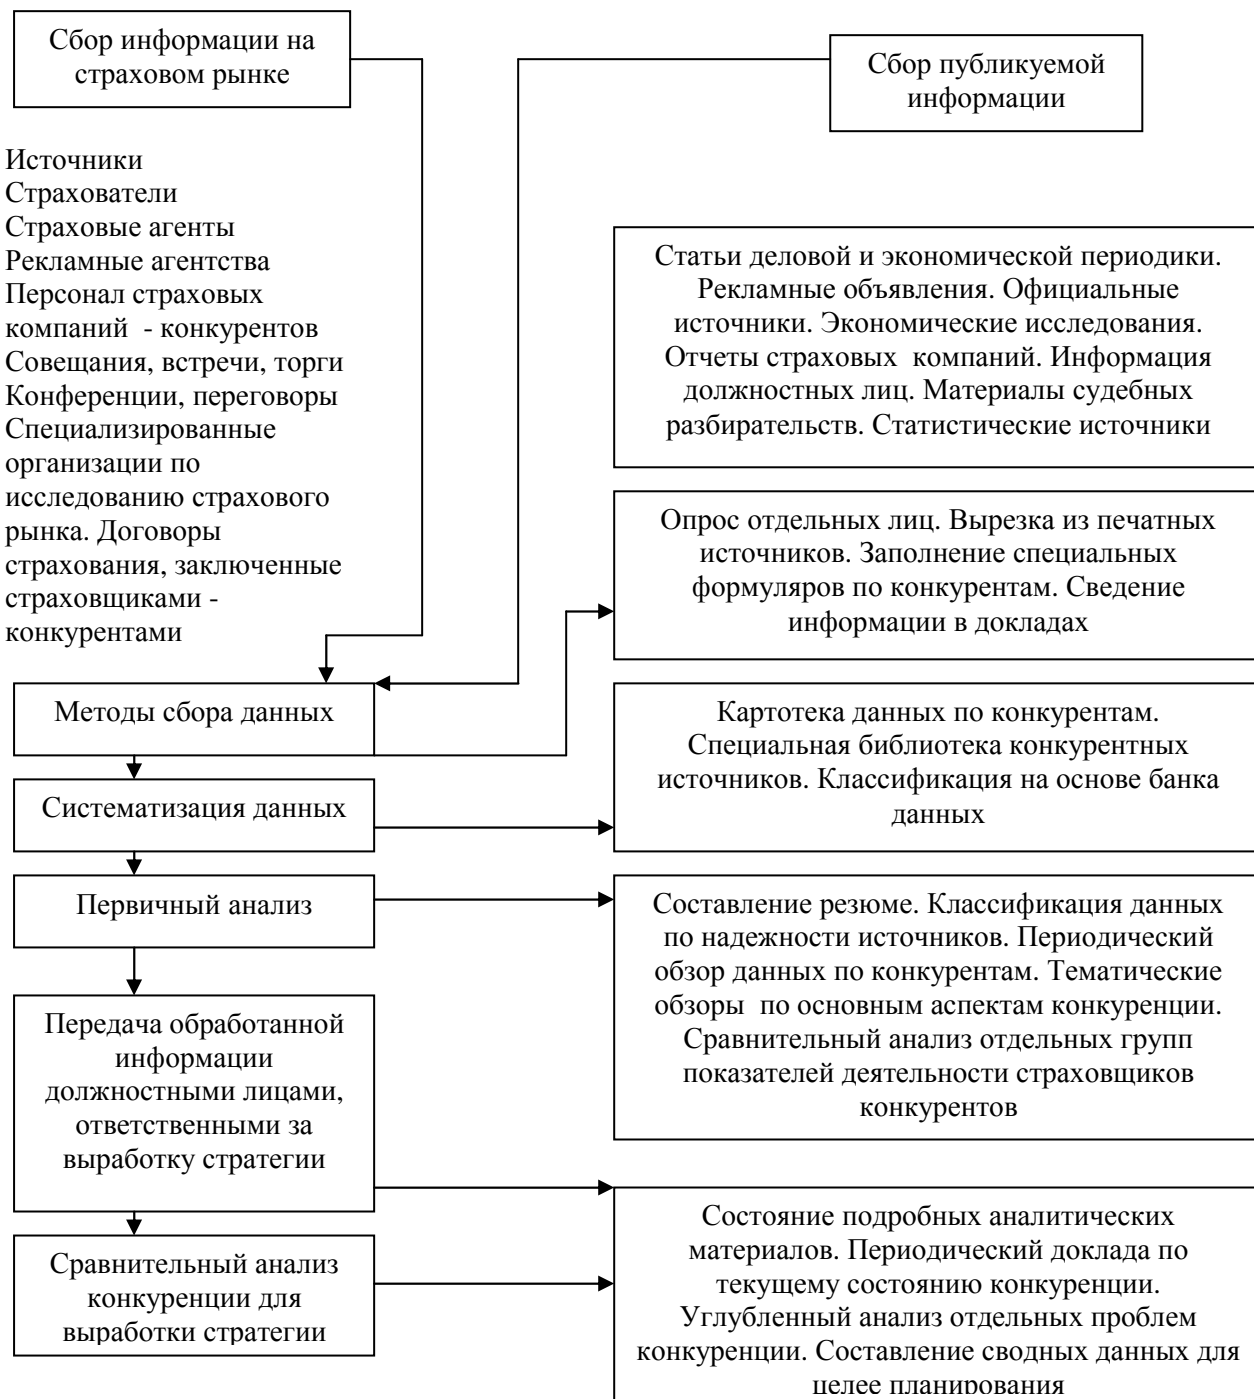 Сбор информации на
страховом рынке
Сбор публикуемой
информации
Источники
Страхователи
Страховые агенты
Рекламные агентства
Персонал страховых
компаний - конкурентов
Совещания, встречи, торги
Конференции, переговоры
Специализированные
организации по
исследованию страхового
рынка. Договоры
страхования, заключенные
страховщиками -
конкурентами
Статьи деловой и экономической периодики.
Рекламные объявления. Официальные
источники. Экономические исследования.
Отчеты страховых компаний. Информация
должностных лиц. Материалы судебных
разбирательств. Статистические источники
Опрос отдельных лиц. Вырезка из печатных
источников. Заполнение специальных
формуляров по конкурентам. Сведение
информации в докладах
Методы сбора данных
Картотека данных по конкурентам.
Специальная библиотека конкурентных
источников. Классификация на основе банка
данных
Систематизация данных
Первичный анализ
Составление резюме. Классификация данных
по надежности источников. Периодический
обзор данных по конкурентам. Тематические
обзоры по основным аспектам конкуренции.
Сравнительный анализ отдельных групп
показателей деятельности страховщиков
конкурентов
Передача обработанной
информации
должностными лицами,
ответственными за
выработку стратегии
Состояние подробных аналитических
материалов. Периодический доклада по
текущему состоянию конкуренции.
Углубленный анализ отдельных проблем
конкуренции. Составление сводных данных для
целее планирования
Сравнительный анализ
конкуренции для
выработки стратегии